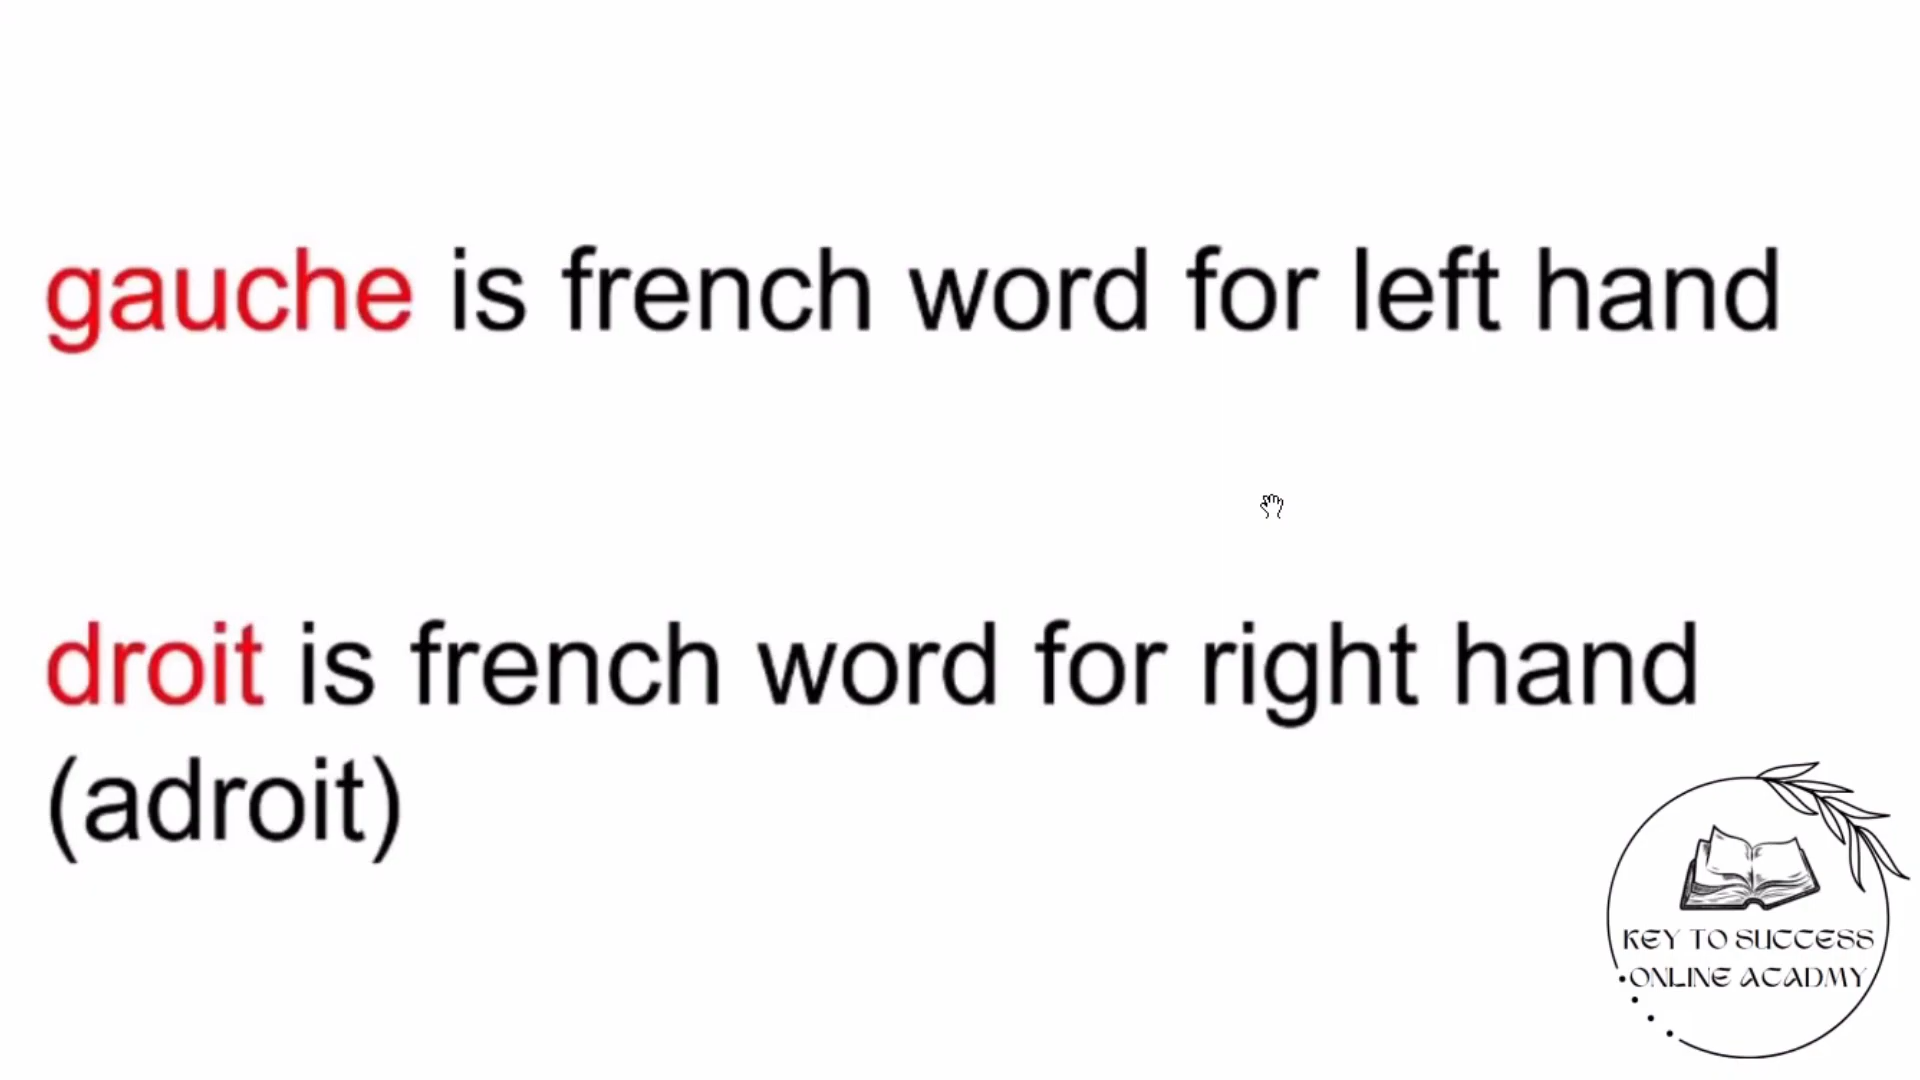 gauche is french word for left hand
droit is french word for right hand
(adroit)
KEY TO SUCCESS
ONLINE ACADMY